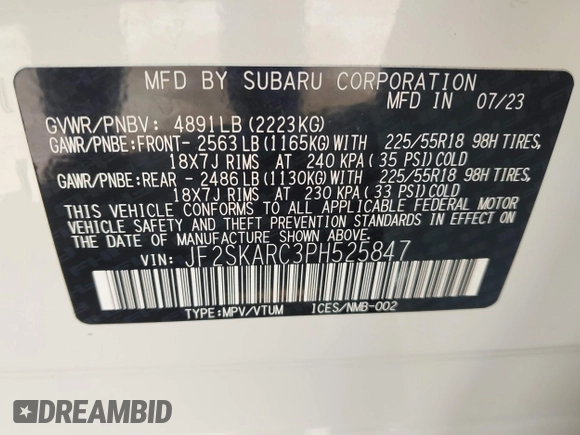 MFD BY SUBARU CORPORATION
MFD IN 07/23
GVWR/PNBV: 4891LB (2223KG)
GAWR/PNBE:FRONT- 2563LB (1165KG)WITH 225/55R18 98H TIRES,
18X7J RIMS AT 240 KPA (35 PSI)COLD
GAWR/PNBE:REAR - 2486LB (1130KG)WITH 225/55R18 98H TIRES,
18X7J RIMS AT 230 KPA (33 PSI)COLD
THIS VEHICLE CONFORMS TO ALL APPLICABLE FEDERAL MOTOR
VEHICLE SAFETY AND THEFT PREVENTION STANDARDS IN
EFFECT ON THE DATE OF MANUFACTURE SHOWN ABOVE.
VIN: JF2SKARC3PH525847
TYPE:MPV/VTUM ICES/NMB-002
DREAMBID